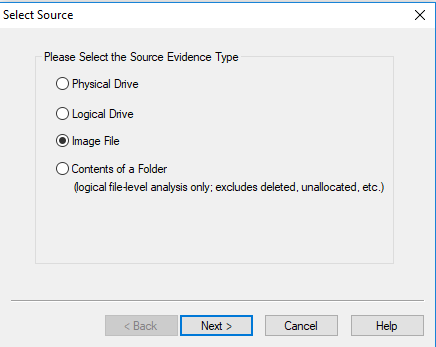 Select Source
Please Select the Source Evidence Type
Physical Drive
Logical Drive
Image File
Contents of a Folder
(logical file-level analysis only; excludes deleted, unallocated, etc.)
< Back Next > Cancel Help